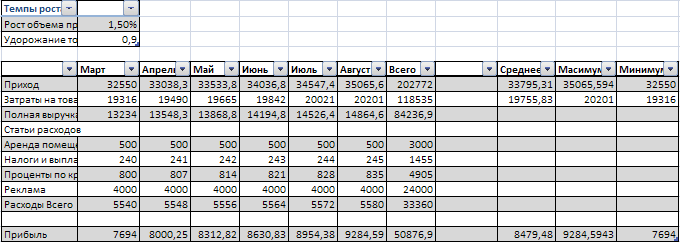 Темпы рост
Рост объема пр 1,50%
Удорожание то 0,9
Март Апрель Май Июнь Июль Август Всего Среднее Масимум Минимум
Приход 32550 33038,3 33533,8 34036,8 34547,4 35065,6 202772 33795,31 35065,594 32550
Затраты на това 19316 19490 19665 19842 20021 20201 118535 19755,83 20201 19316
Полная выручка 13234 13548,3 13868,8 14194,8 14526,4 14864,6 84236,9
Статьи расходов
Аренда помеще 500 500 500 500 500 500 3000
Налоги и выпла 240 241 242 243 244 245 1455
Проценты по кр 800 807 814 821 828 835 4905
Реклама 4000 4000 4000 4000 4000 4000 24000
Расходы Всего 5540 5548 5556 5564 5572 5580 33360
Прибыль 7694 8000,25 8312,82 8630,83 8954,38 9284,59 50876,9 8479,48 9284,5943 7694